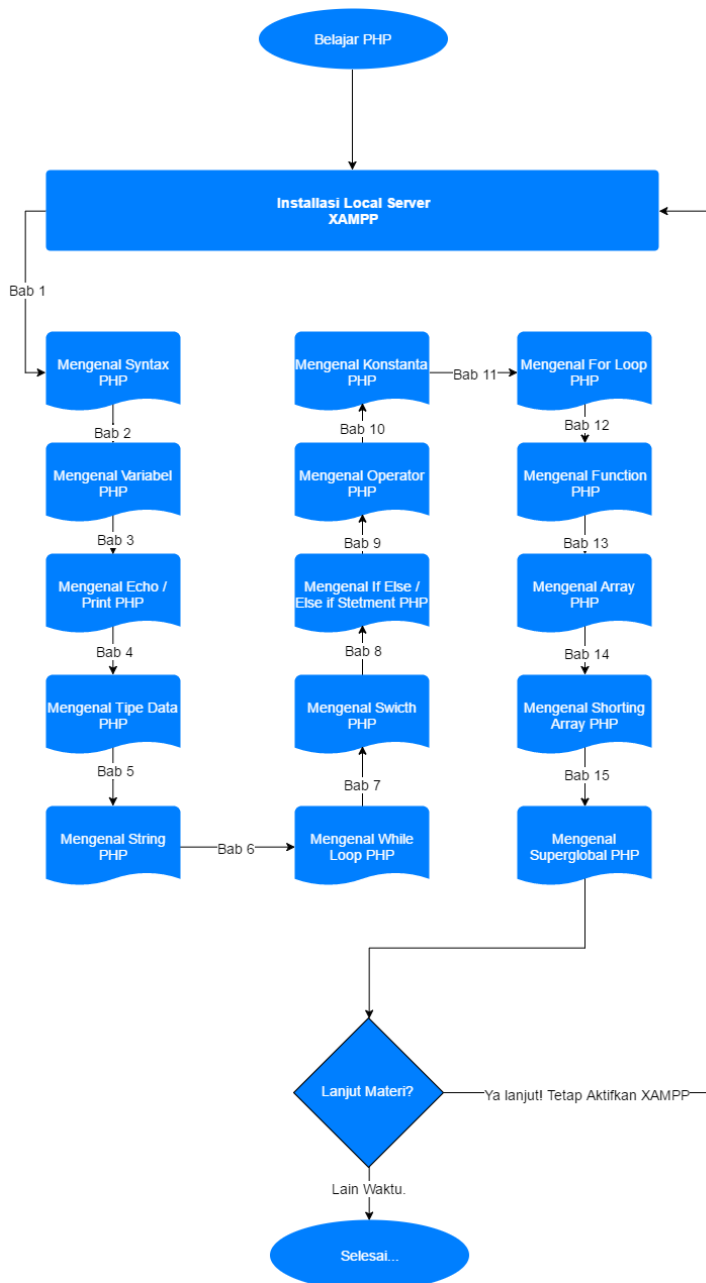 Belajar PHP
Installasi Local Server
XAMPP
Bab 1
Mengenal Syntax
PHP
Bab 2
Mengenal Variabel
PHP
Bab 3
Mengenal Echo /
Print PHP
Bab 4
Mengenal Tipe Data
PHP
Bab 5
Mengenal String
PHP
Bab 6
Mengenal While
Loop PHP
Bab 7
Mengenal Swicth
PHP
Bab 8
Mengenal If Else /
Else if Stetment PHP
Bab 9
Mengenal Operator
PHP
Bab 10
Mengenal Konstanta
PHP
Bab 11
Mengenal For Loop
PHP
Bab 12
Mengenal Function
PHP
Bab 13
Mengenal Array
PHP
Bab 14
Mengenal Shorting
Array PHP
Bab 15
Mengenal
Superglobal PHP
Lanjut Materi?
Ya lanjut! Tetap Aktifkan XAMPP
Lain Waktu.
Selesai...